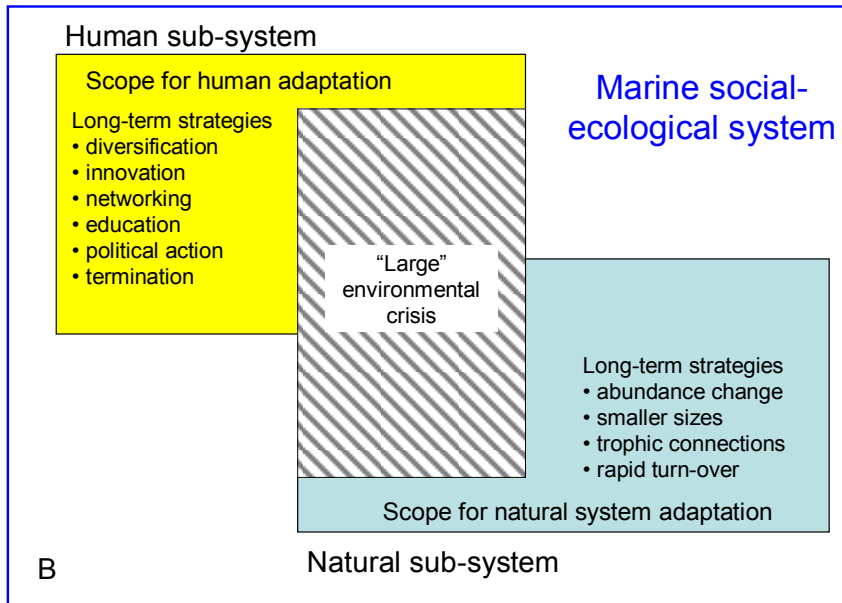 Human sub-system
Scope for human adaptation
Marine social-
ecological system
Long-term strategies
• diversification
• innovation
• networking
• education
• political action
• termination
“Large”
environmental
crisis
Long-term strategies
• abundance change
• smaller sizes
• trophic connections
• rapid turn-over
Scope for natural system adaptation
Natural sub-system
B